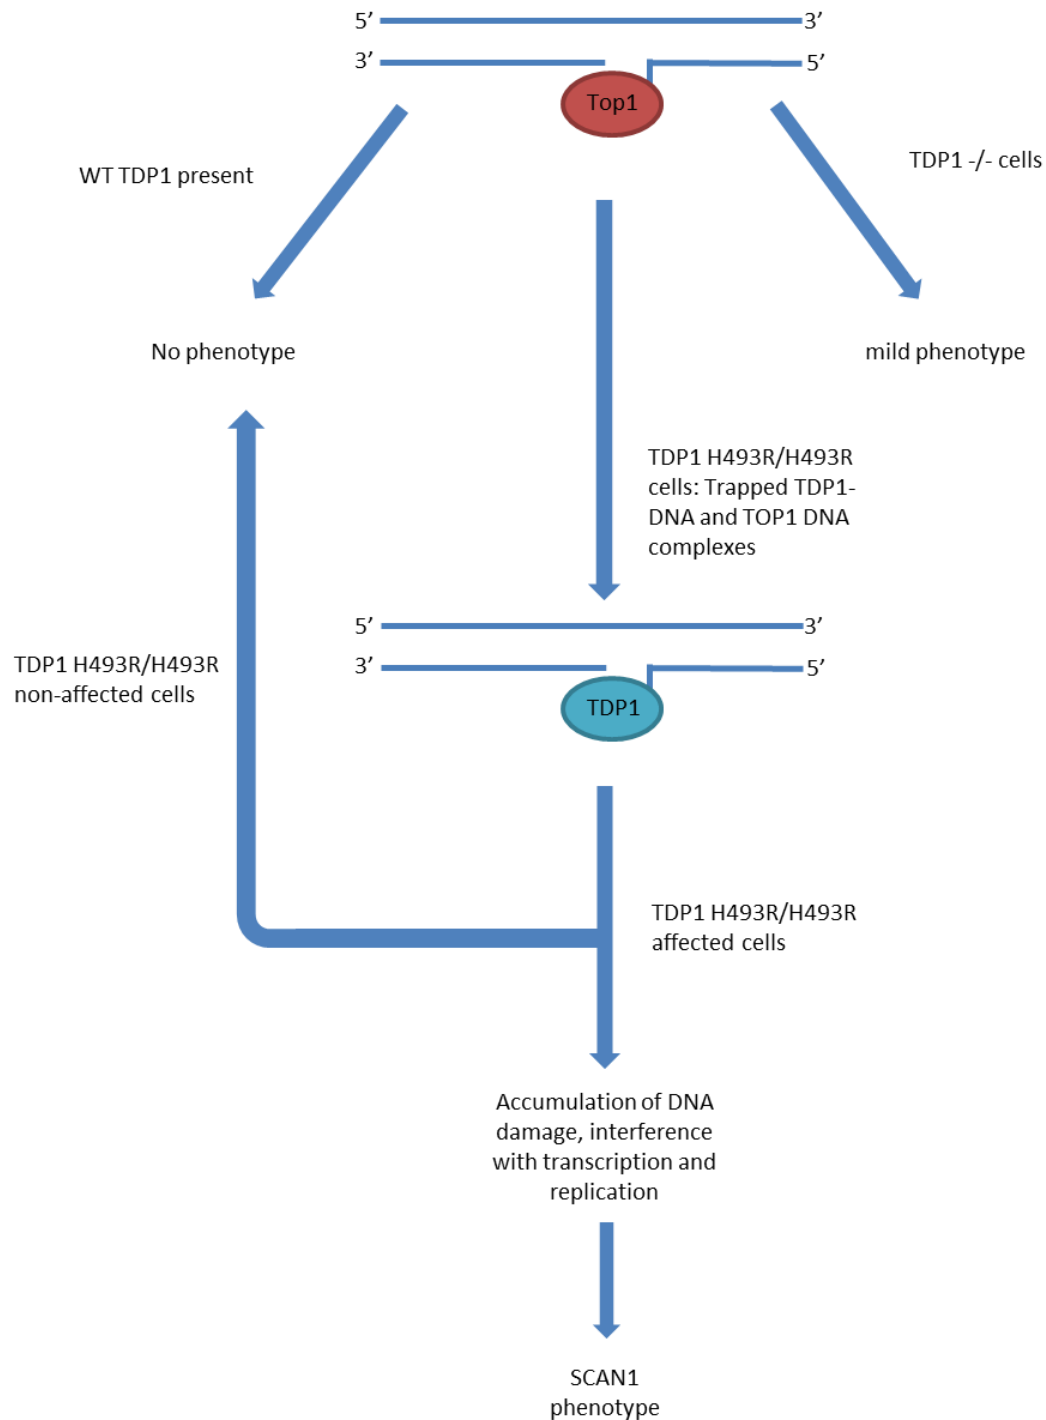 5’
3’
3’
5’
Top1
WT TDP1 present
TDP1 -/- cells
No phenotype
mild phenotype
TDP1 H493R/H493R
cells: Trapped TDP1-
DNA and TOP1 DNA
complexes
5’
3’
3’
5’
TDP1
TDP1 H493R/H493R
non-affected cells
TDP1 H493R/H493R
affected cells
Accumulation of DNA
damage, interference
with transcription and
replication
SCAN1
phenotype